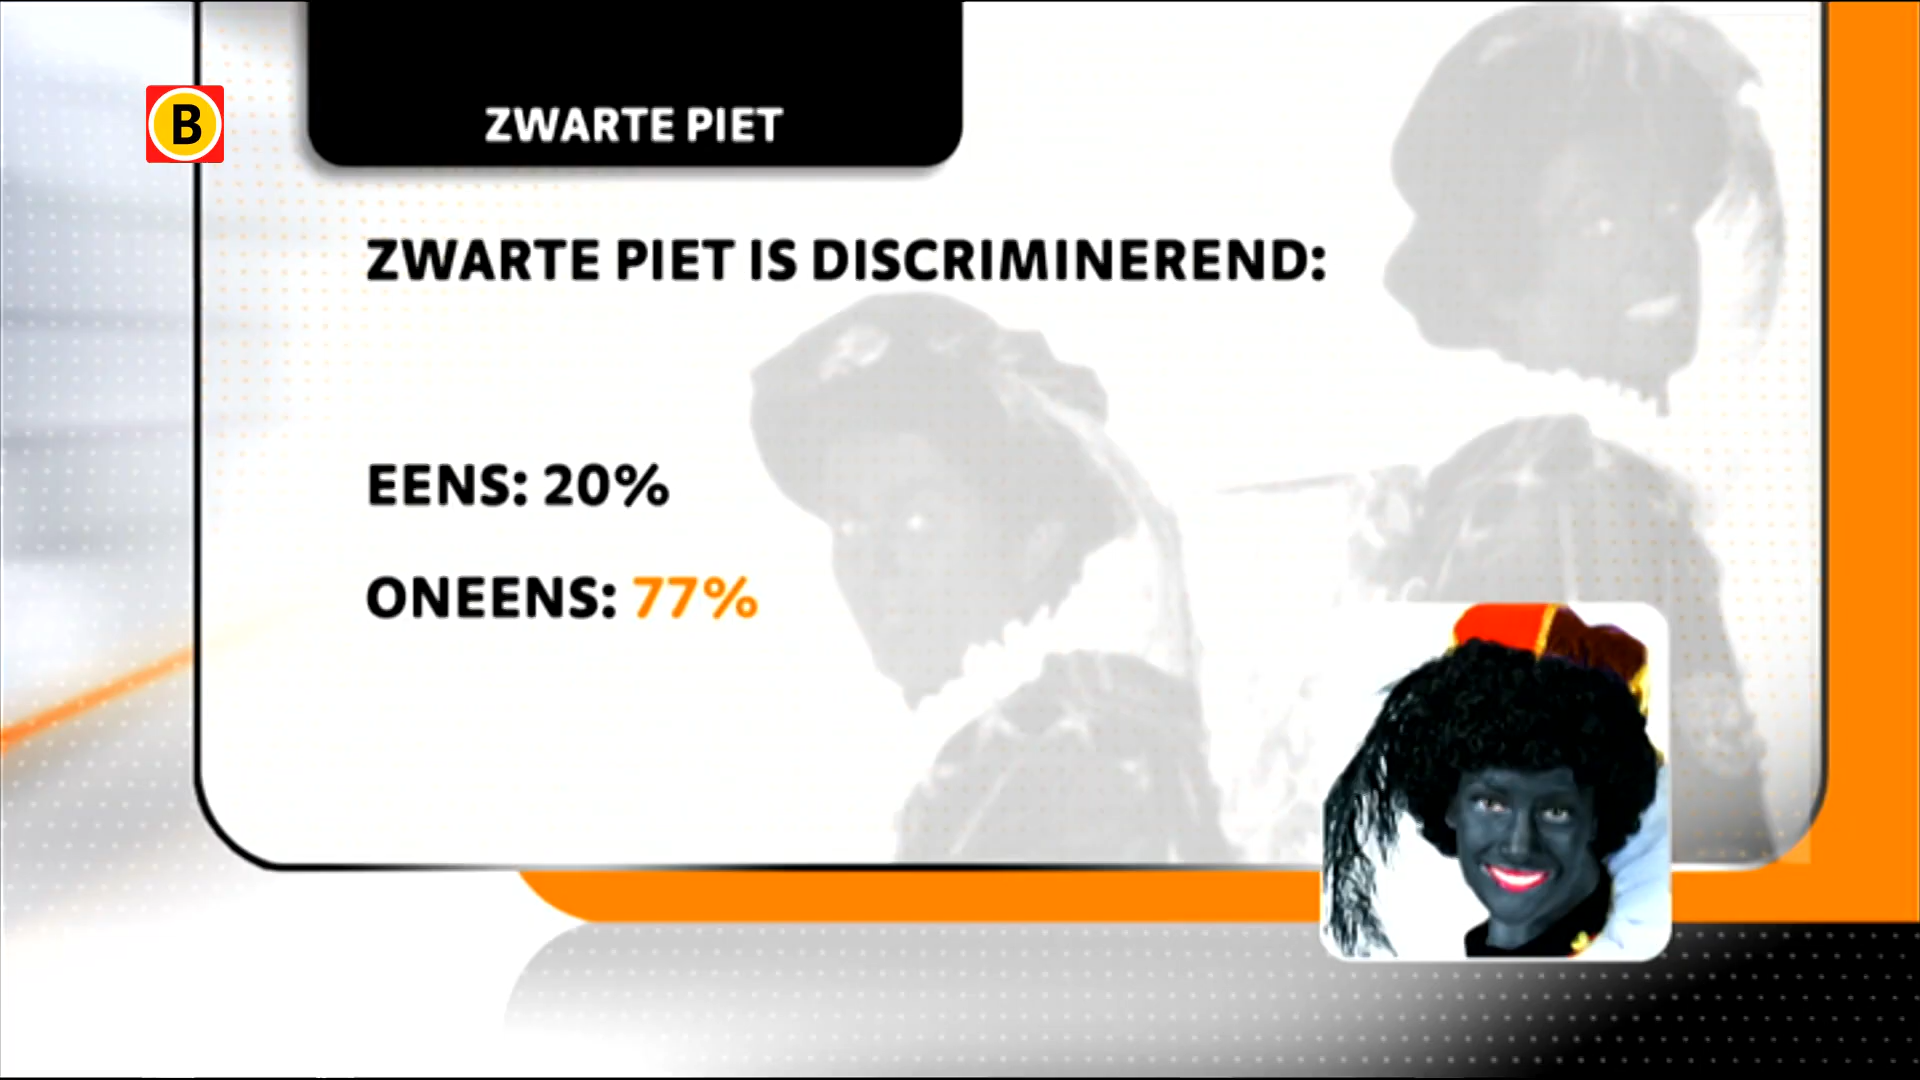 B
ZWARTE PIET
ZWARTE PIET IS DISCRIMINEREND:
EENS: 20%
ONEENS: 77%